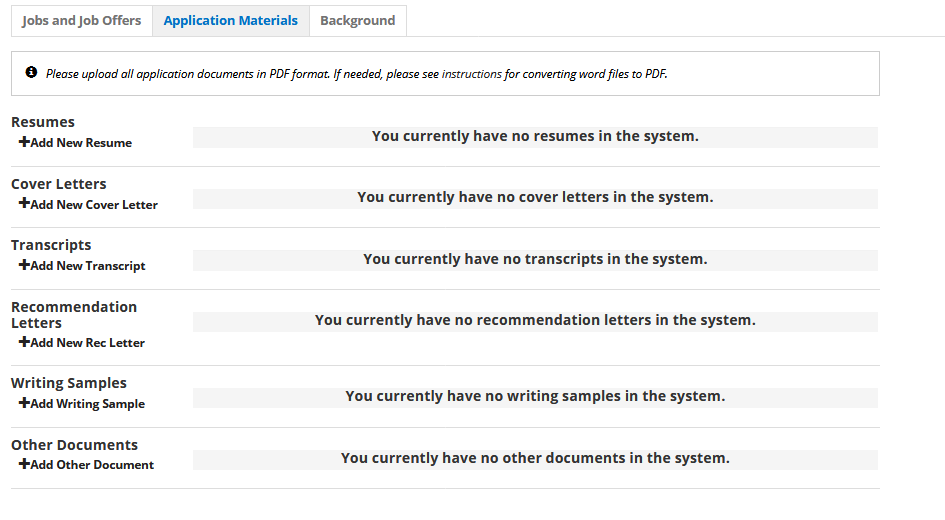 Jobs and Job Offers Application Materials Background
Please upload all application documents in PDF format. If needed, please see instructions for converting word files to PDF.
Resumes
+Add New Resume
You currently have no resumes in the system.
Cover Letters
+Add New Cover Letter
You currently have no cover letters in the system.
Transcripts
+Add New Transcript
You currently have no transcripts in the system.
Recommendation
Letters
+Add New Rec Letter
You currently have no recommendation letters in the system.
Writing Samples
+Add Writing Sample
You currently have no writing samples in the system.
Other Documents
+Add Other Document
You currently have no other documents in the system.